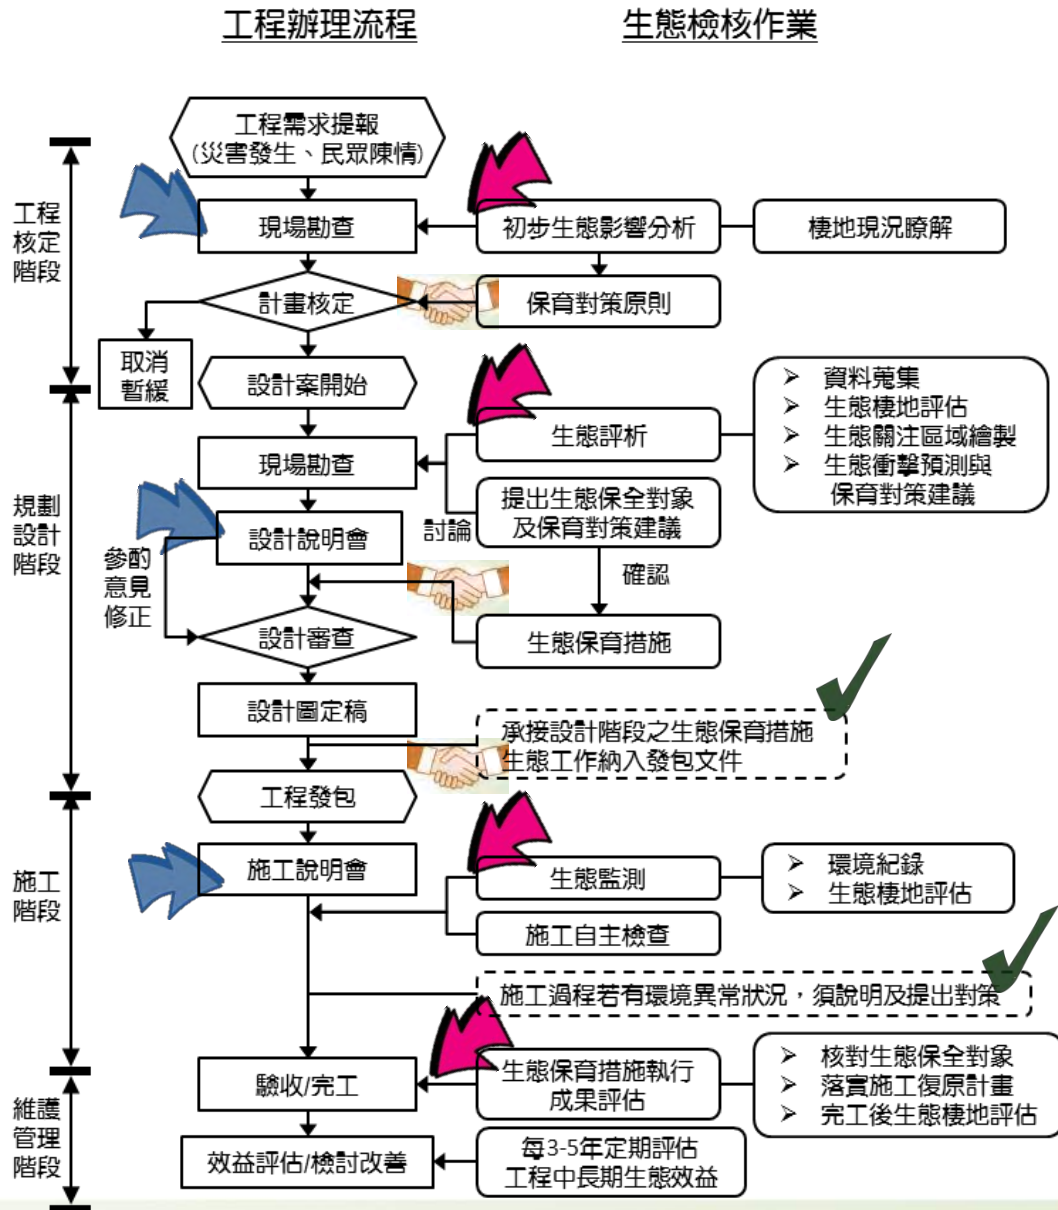 工程辦理流程
生態檢核作業
工程
核定
階段
工程需求提報
(災害發生、民眾陳情)
現場勘查
初步生態影響分析
棲地現況瞭解
計畫核定
保育對策原則
取消
暫緩
設計案開始
規劃
設計
階段
生態評析
➢ 資料蒐集
➢ 生態棲地評估
➢ 生態關注區域繪製
➢ 生態衝擊預測與
保育對策建議
現場勘查
提出生態保全對象
及保育對策建議
討論
設計說明會
參酌
意見
修正
確認
設計審查
生態保育措施
設計圖定稿
承接設計階段之生態保育措施
生態工作納入發包文件
工程發包
施工
階段
施工說明會
生態監測
➢ 環境紀錄
➢ 生態棲地評估
施工自主檢查
施工過程若有環境異常狀況，須說明及提出對策
維護
管理
階段
驗收/完工
生態保育措施執行
成果評估
➢ 核對生態保全對象
➢ 落實施工復原計畫
➢ 完工後生態棲地評估
效益評估/檢討改善
每3-5年定期評估
工程中長期生態效益